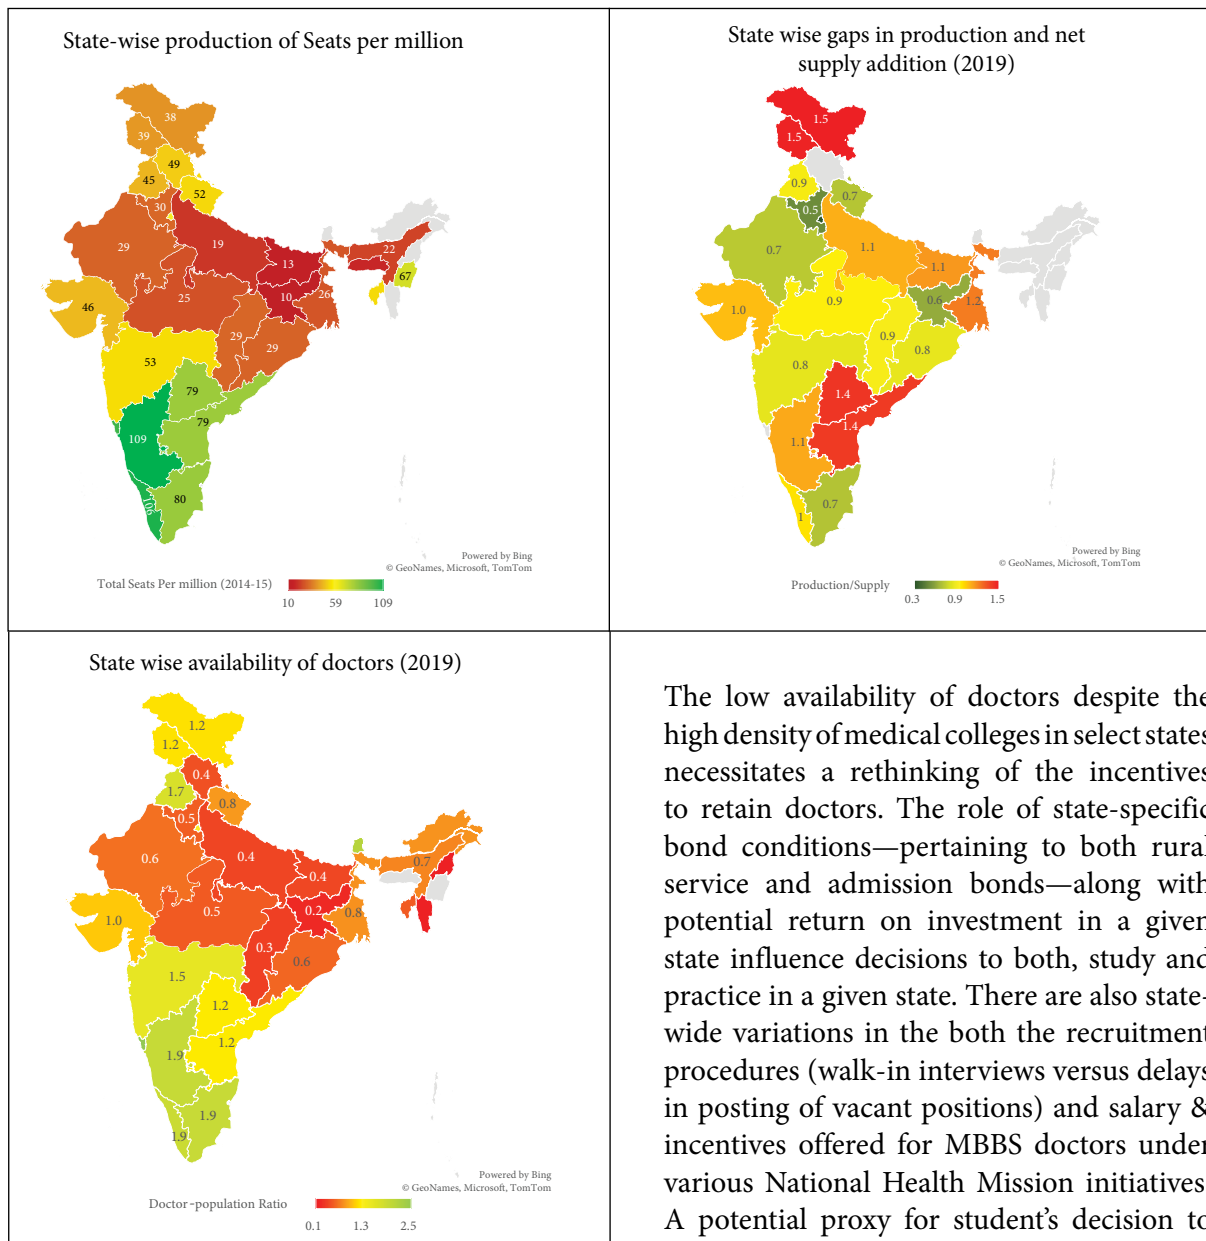 State-wise production of Seats per million
38
39
49
45
52
30
29
19
13
22
67
10
26
25
46
29
29
53
79
79
109
80
106
Powered by Bing
© GeoNames, Microsoft, TomTom
Total Seats Per million (2014-15)
10 59 109
State wise gaps in production and net
supply addition (2019)
1.5
1.5
0.9
0.7
0.5
0.7
1.1
1.1
0.6
1.2
1.0
0.9
0.9
0.8
0.8
1.4
1.4
1.1
0.7
1
Powered by Bing
© GeoNames, Microsoft, TomTom
Production/Supply
0.3 0.9 1.5
State wise availability of doctors (2019)
1.2
1.2
0.4
1.7
0.8
0.5
0.6
0.4
0.4
0.7
0.2
0.8
0.5
1.0
0.3
0.6
1.5
1.2
1.2
1.9
1.9
1.9
Powered by Bing
© GeoNames, Microsoft, TomTom
Doctor-population Ratio
0.1 1.3 2.5
The low availability of doctors despite the
high density of medical colleges in select states
necessitates a rethinking of the incentives
to retain doctors. The role of state-specific
bond conditions—pertaining to both rural
service and admission bonds—along with
potential return on investment in a given
state influence decisions to both, study and
practice in a given state. There are also state-
wide variations in the both the recruitment
procedures (walk-in interviews versus delays
in posting of vacant positions) and salary &
incentives offered for MBBS doctors under
various National Health Mission initiatives.
A potential proxy for student's decision to